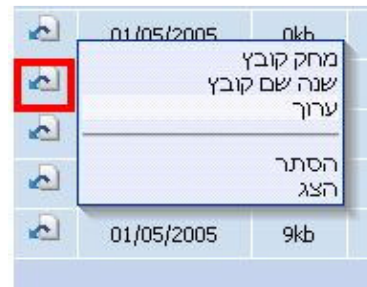 01/05/2005 0kb
מחק קובץ
שנה שם קובץ
ערוך
הסתר
הצג
01/05/2005 9kb